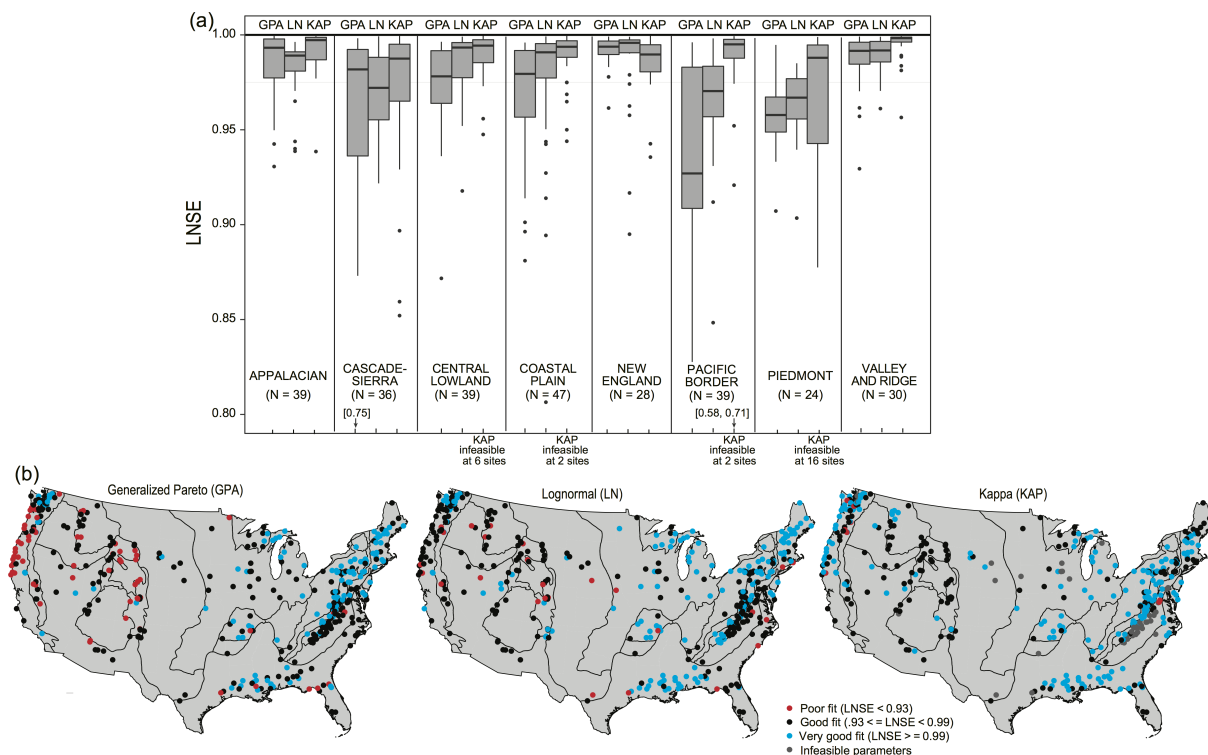 (a)
GPA LN KAP GPA LN KAP GPA LN KAP GPA LN KAP GPA LN KAP GPA LN KAP GPA LN KAP GPA LN KAP
1.00
0.95
0.90
0.85
0.80
LNSE
APPALACIAN
(N = 39)
CASCADE-
SIERRA
(N = 36)
[0.75]
CENTRAL
LOWLAND
(N = 39)
COASTAL
PLAIN
(N = 47)
NEW
ENGLAND
(N = 28)
PACIFIC
BORDER
(N = 39)
[0.58, 0.71]
PIEDMONT
(N = 24)
VALLEY
AND RIDGE
(N = 30)
KAP
infeasible
at 6 sites
KAP
infeasible
at 2 sites
KAP
infeasible
at 2 sites
KAP
infeasible
at 16 sites
(b)
Generalized Pareto (GPA)
Lognormal (LN)
Kappa (KAP)
Poor fit (LNSE < 0.93)
Good fit (.93 <= LNSE < 0.99)
Very good fit (LNSE >= 0.99)
Infeasible parameters